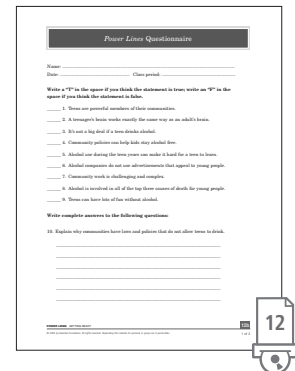 Power Lines Questionnaire
Name:
Date: Class period:
Write a "T" in the space if you think the statement is true; write an "F" in the
space if you think the statement is false.
1. Teens are powerful members of their communities.
2. A teenager's brain works exactly the same way as an adult's brain.
3. It's not a big deal if a teen drinks alcohol.
4. Community policies can help kids stay alcohol free.
5. Alcohol use during the teen years can make it hard for a teen to learn.
6. Alcohol companies do not use advertisements that appeal to young people.
7. Community work is challenging and complex.
8. Alcohol is involved in all of the top three causes of death for young people.
9. Teens can have lots of fun without alcohol.
Write complete answers to the following questions:
10. Explain why communities have laws and policies that do not allow teens to drink.
POWER LINES
1 of 2
12